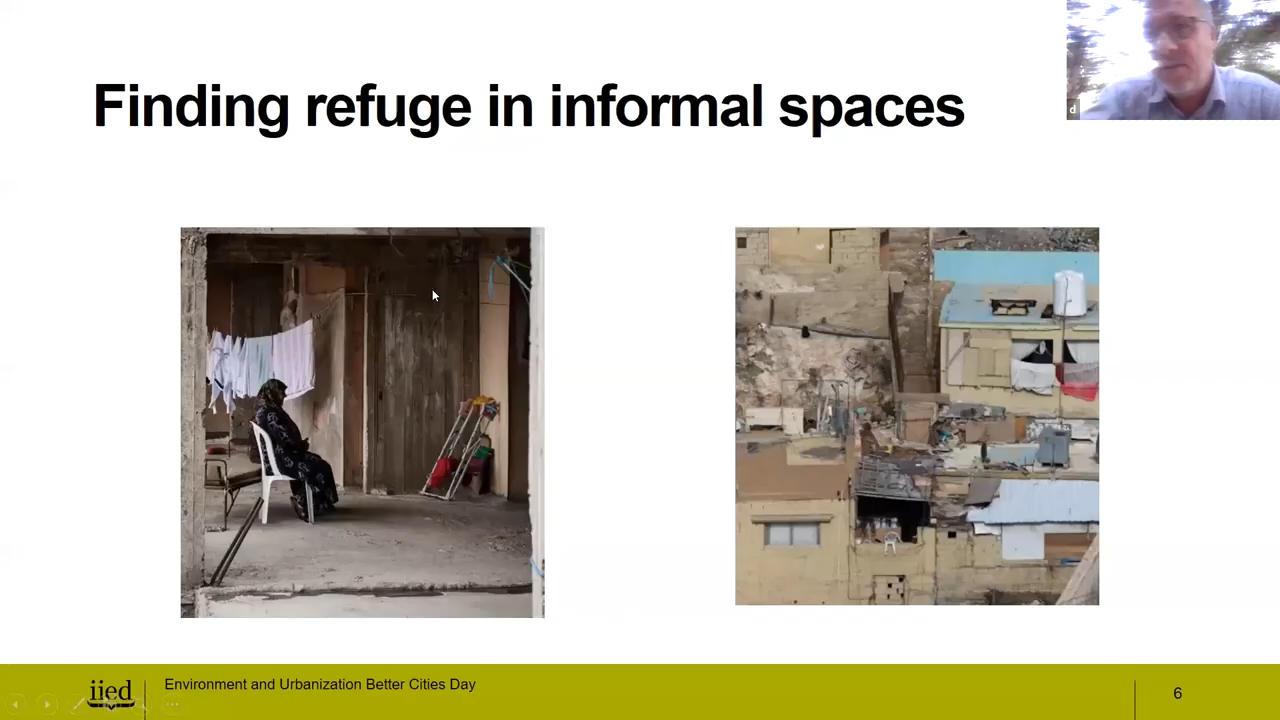 Finding refuge in informal spaces
d
iied
Environment and Urbanization Better Cities Day
6